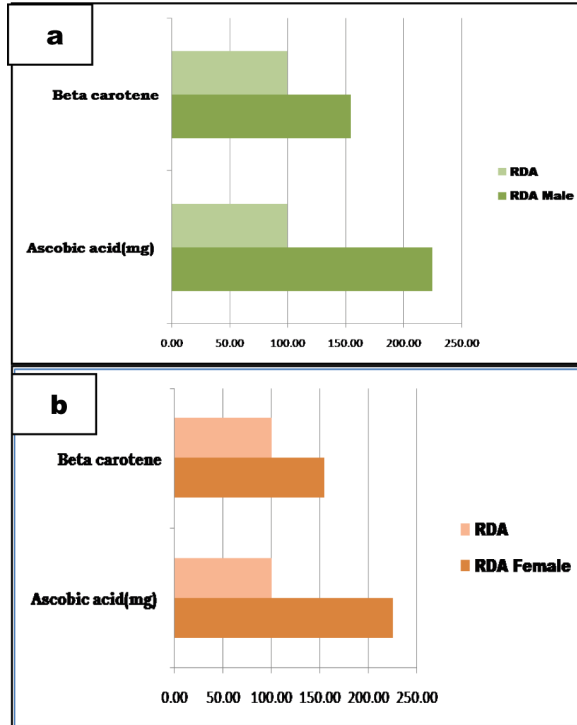 a
Beta carotene
Ascobic acid(mg)
RDA
RDA Male
0.00 50.00 100.00 150.00 200.00 250.00
b
Beta carotene
Ascobic acid(mg)
RDA
RDA Female
0.00 50.00 100.00 150.00 200.00 250.00